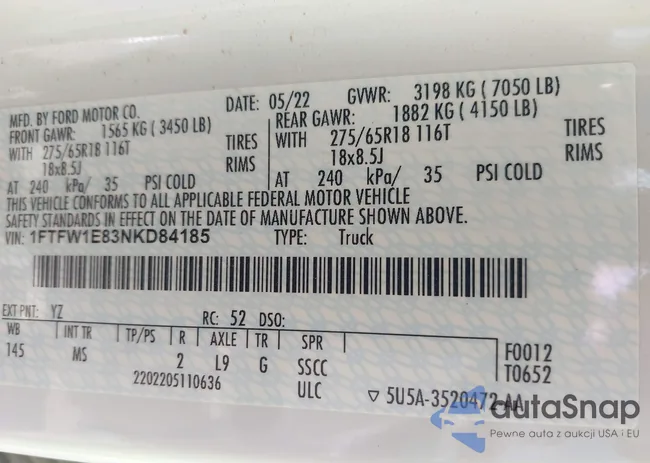 MFD. BY FORD MOTOR CO. DATE: 05/22 GVWR: 3198 KG ( 7050 LB)
FRONT GAWR: 1565 KG ( 3450 LB) REAR GAWR: 1882 KG ( 4150 LB)
WITH 275/65R18 116T TIRES WITH 275/65R18 116T TIRES
18x8.5J RIMS 18x8.5J RIMS
AT 240 kPa/ 35 PSI COLD AT 240 kPa/ 35 PSI COLD
THIS VEHICLE CONFORMS TO ALL APPLICABLE FEDERAL MOTOR VEHICLE
SAFETY STANDARDS IN EFFECT ON THE DATE OF MANUFACTURE SHOWN ABOVE.
VIN: 1FTFW1E83NKD84185 TYPE: Truck
EXT PNT: YZ RC: 52 DSO:
WB INT TR TP/PS R AXLE TR SPR
145 MS 2 L9 G SSCC
F0012
T0652
2202205110636 ULC ▽ 5U5A-3520472-AA
autoSnap
Pewne auta z aukcji USA i EU